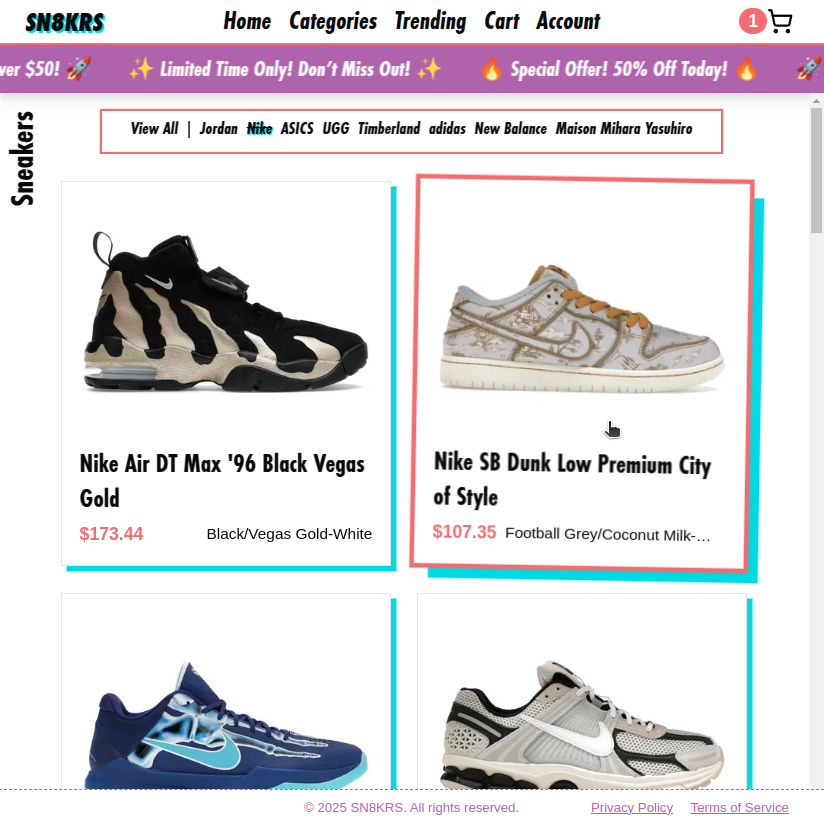 SN8KRS
Home Categories Trending Cart Account
1
ver $50! 🚀 ✨ Limited Time Only! Don’t Miss Out! ✨ 🔥 Special Offer! 50% Off Today! 🔥 🚀
Sneakers
View All | Jordan Nike ASICS UGG Timberland adidas New Balance Maison Mihara Yasuhiro
Nike Air DT Max '96 Black Vegas
Gold
$173.44 Black/Vegas Gold-White
Nike SB Dunk Low Premium City
of Style
$107.35 Football Grey/Coconut Milk-…
© 2025 SN8KRS. All rights reserved. Privacy Policy Terms of Service